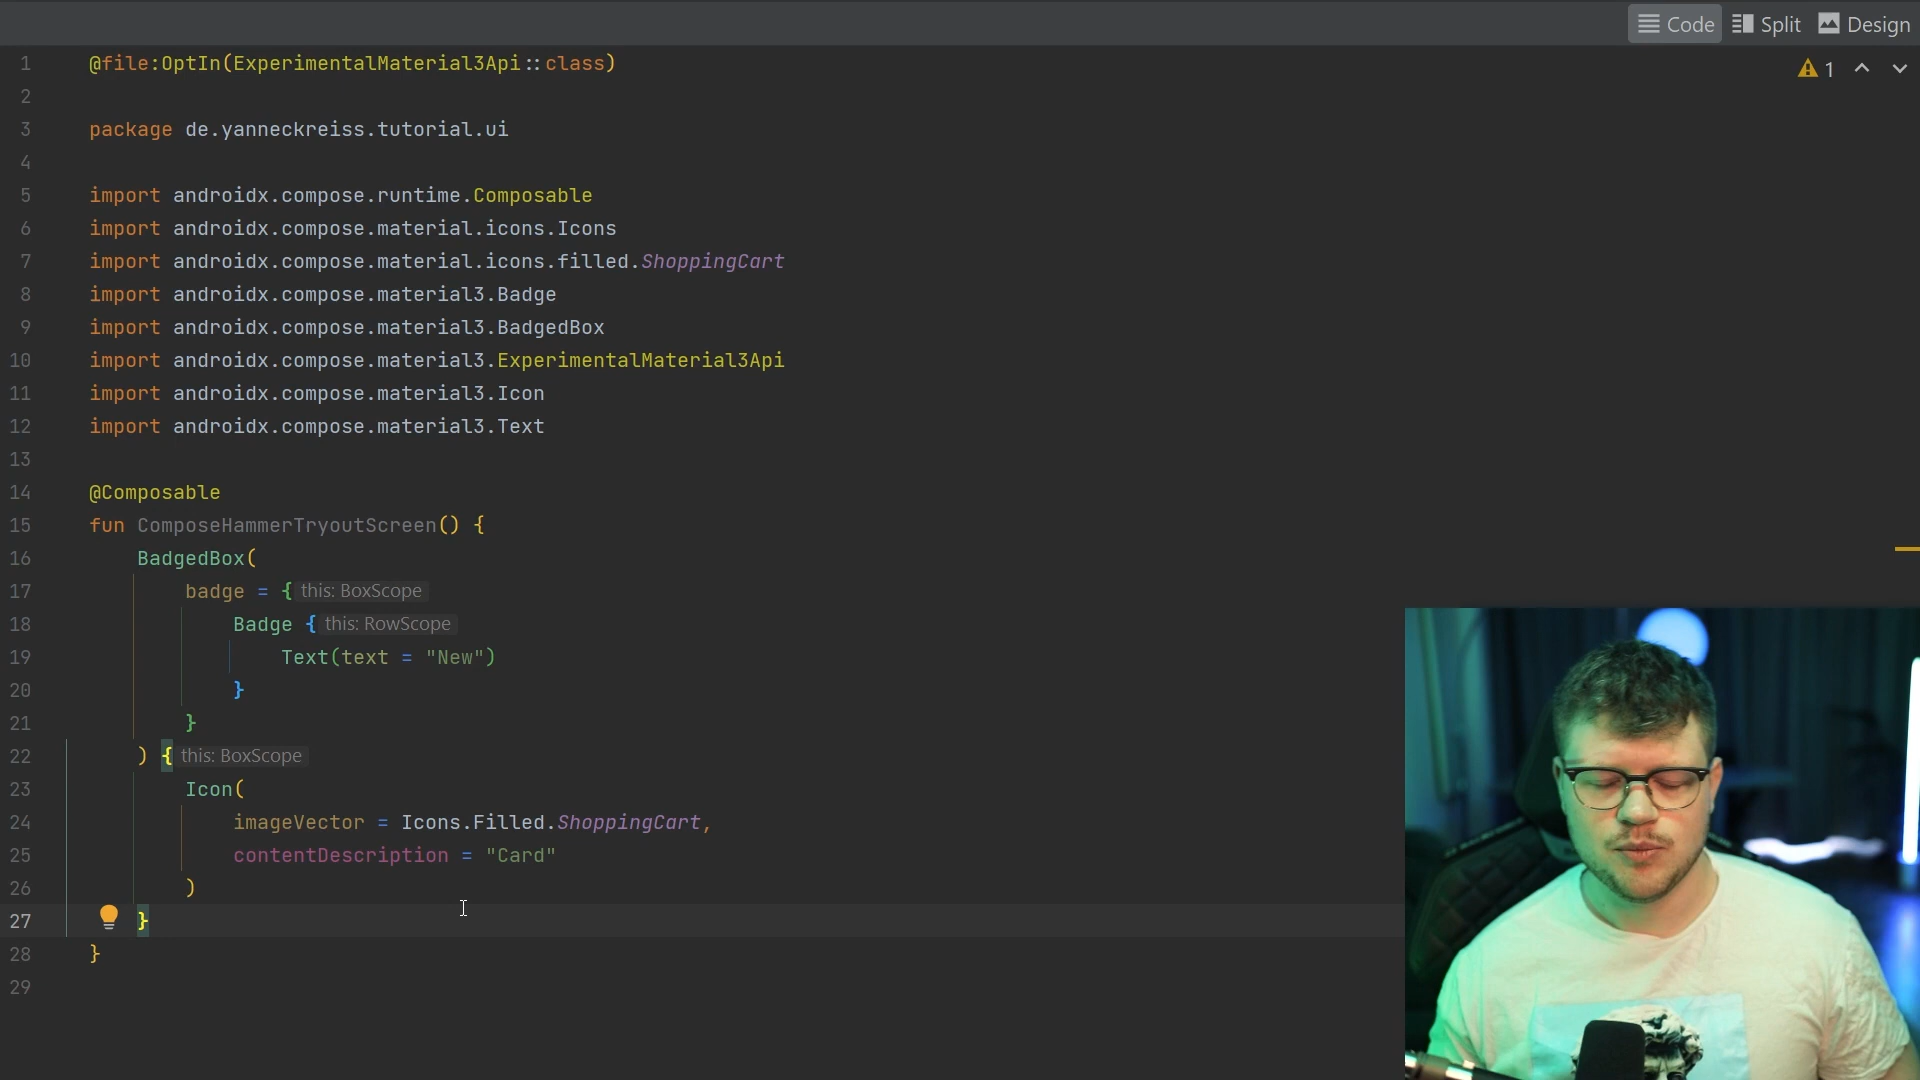 Code Split Design
1 @file:OptIn(ExperimentalMaterial3Api::class)
1
2
3 package de.yanneckreiss.tutorial.ui
4
5 import androidx.compose.runtime.Composable
6 import androidx.compose.material.icons.Icons
7 import androidx.compose.material.icons.filled.ShoppingCart
8 import androidx.compose.material3.Badge
9 import androidx.compose.material3.BadgedBox
10 import androidx.compose.material3.ExperimentalMaterial3Api
11 import androidx.compose.material3.Icon
12 import androidx.compose.material3.Text
13
14 @Composable
15 fun ComposeHammerTryoutScreen() {
16 BadgedBox(
17 badge = { this: BoxScope
18 Badge { this: RowScope
19 Text(text = "New")
20 }
21 }
22 ) { this: BoxScope
23 Icon(
24 imageVector = Icons.Filled.ShoppingCart,
25 contentDescription = "Card"
26 )
27 }
28 }
29